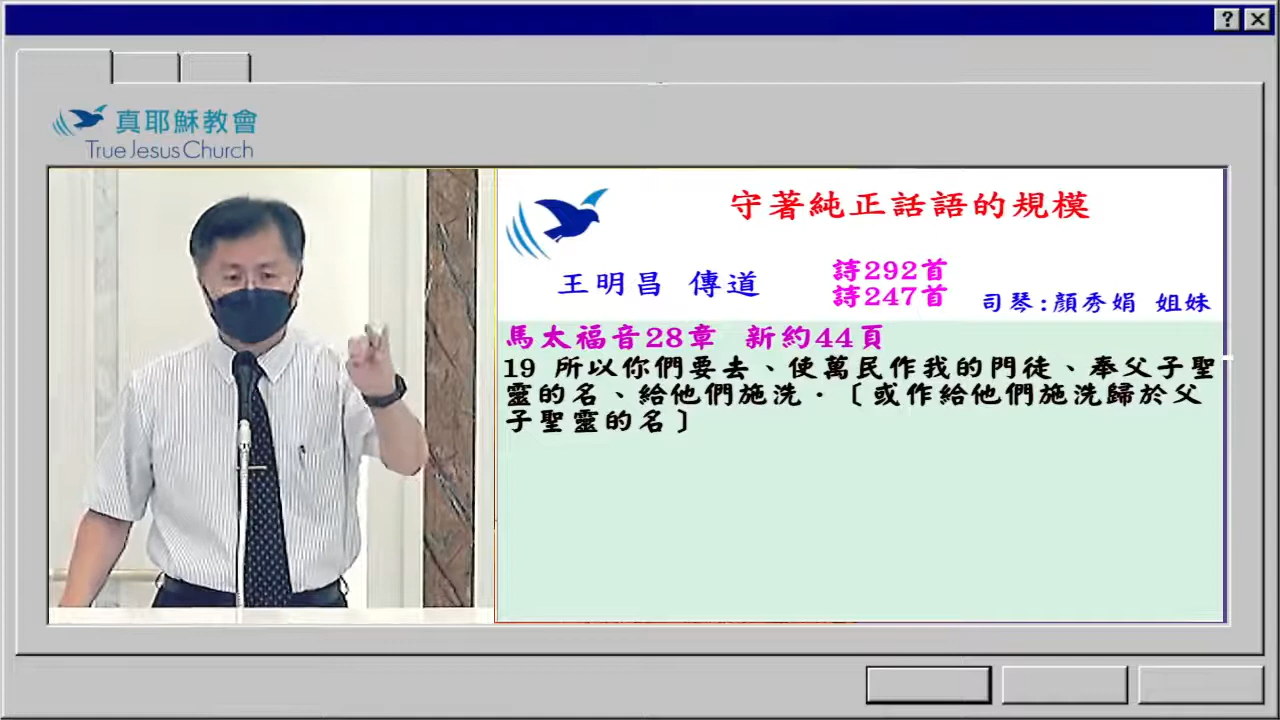 ?
真耶穌教會
True Jesus Church
守著純正話語的規模
王明昌 傳道
詩292首
詩247首
司琴:顏秀娟 姐妹
馬太福音28章 新約44頁
19 所以你們要去、使萬民作我的門徒、奉父子聖
靈的名、給他們施洗．〔或作給他們施洗歸於父
子聖靈的名〕